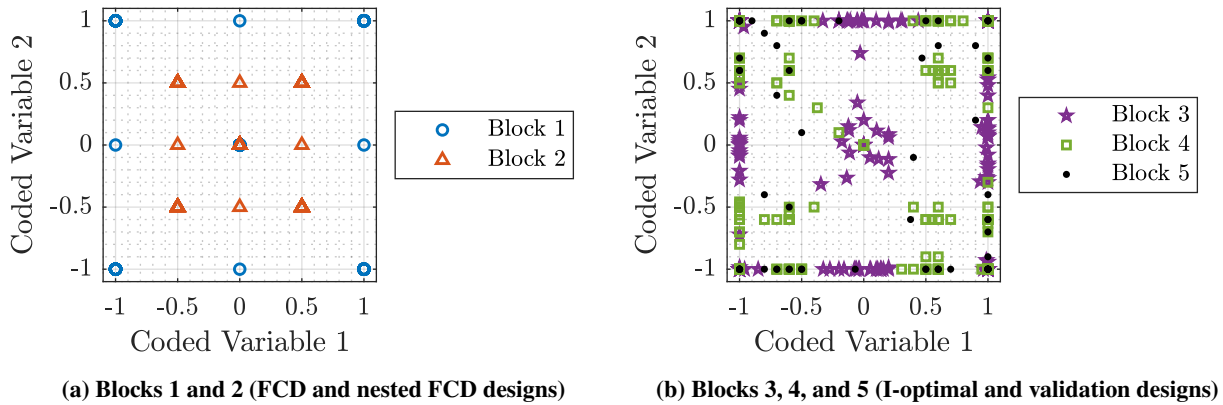 Coded Variable 2
1
0.5
0
-0.5
-1
-1
-0.5
0
0.5
1
Coded Variable 1
Block 1
Block 2
(a) Blocks 1 and 2 (FCD and nested FCD designs)
Coded Variable 2
1
0.5
0
-0.5
-1
-1
-0.5
0
0.5
1
Coded Variable 1
Block 3
Block 4
Block 5
(b) Blocks 3, 4, and 5 (I-optimal and validation designs)